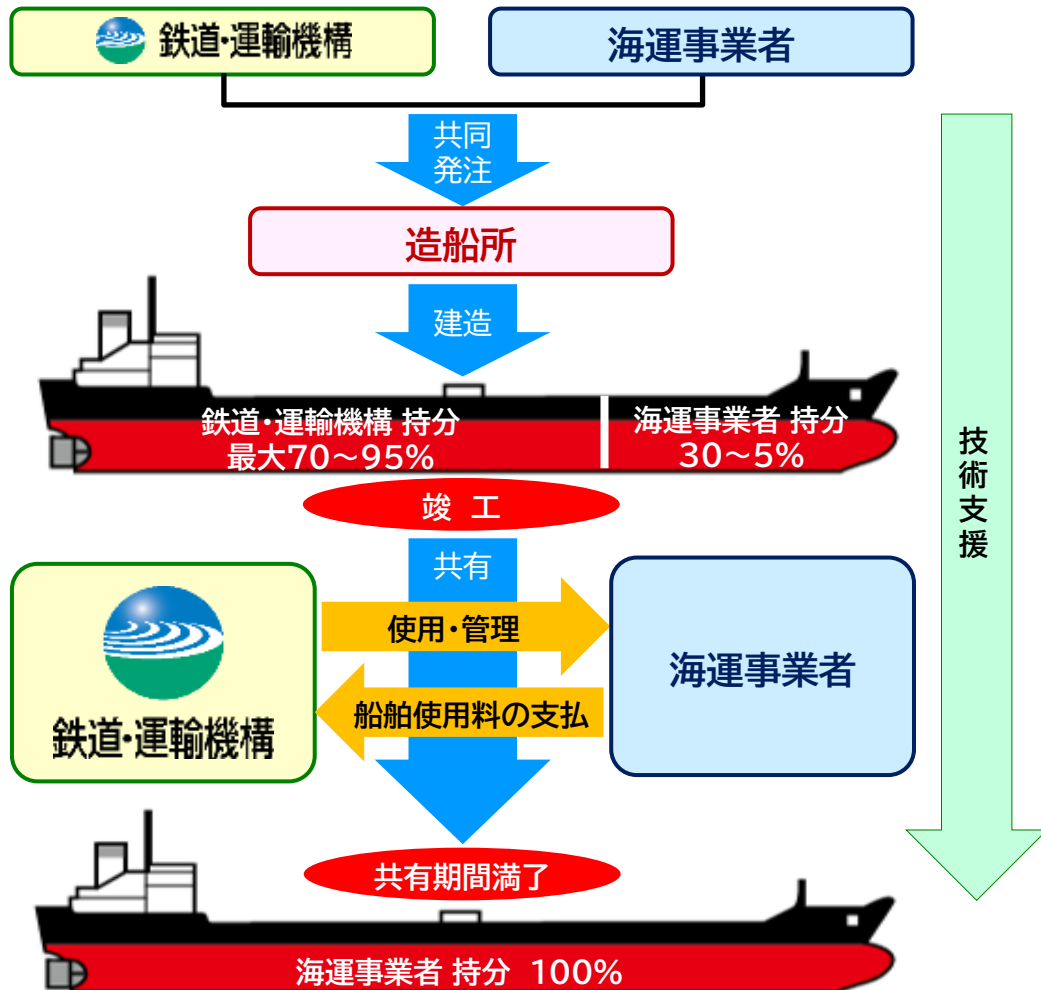 鉄道・運輸機構
海運事業者
共同
発注
造船所
建造
鉄道・運輸機構 持分
最大70～95%
海運事業者 持分
30～5%
竣 工
共有
使用・管理
船舶使用料の支払
鉄道・運輸機構
海運事業者
技術支援
共有期間満了
海運事業者 持分 100%